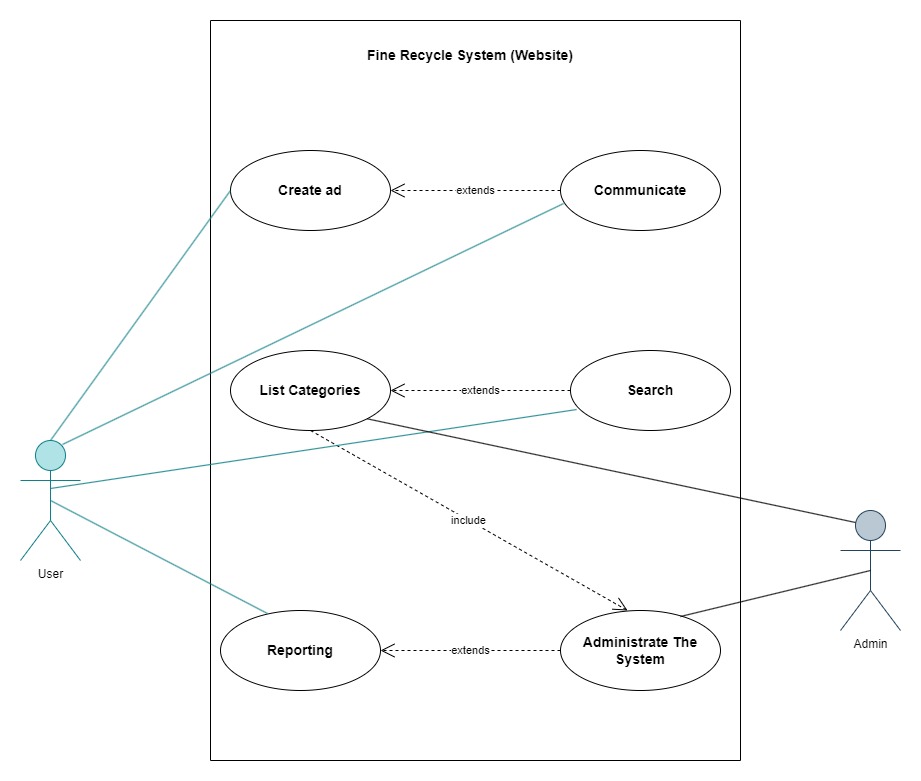 Fine Recycle System (Website)
Create ad
extends
Communicate
List Categories
extends
Search
include
User
Reporting
extends
Administrate The
System
Admin